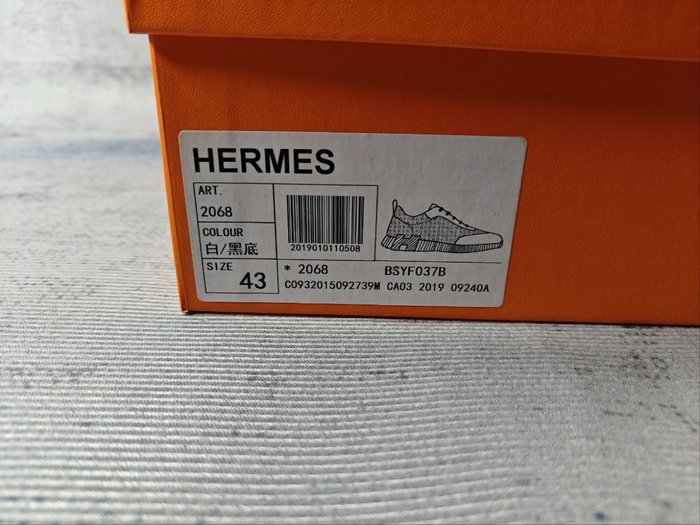 HERMES
ART.
2068
COLOUR
白/黑底
SIZE
43
2019010110508
* 2068 BSYF037B
C0932015092739M CA03 2019 09240A